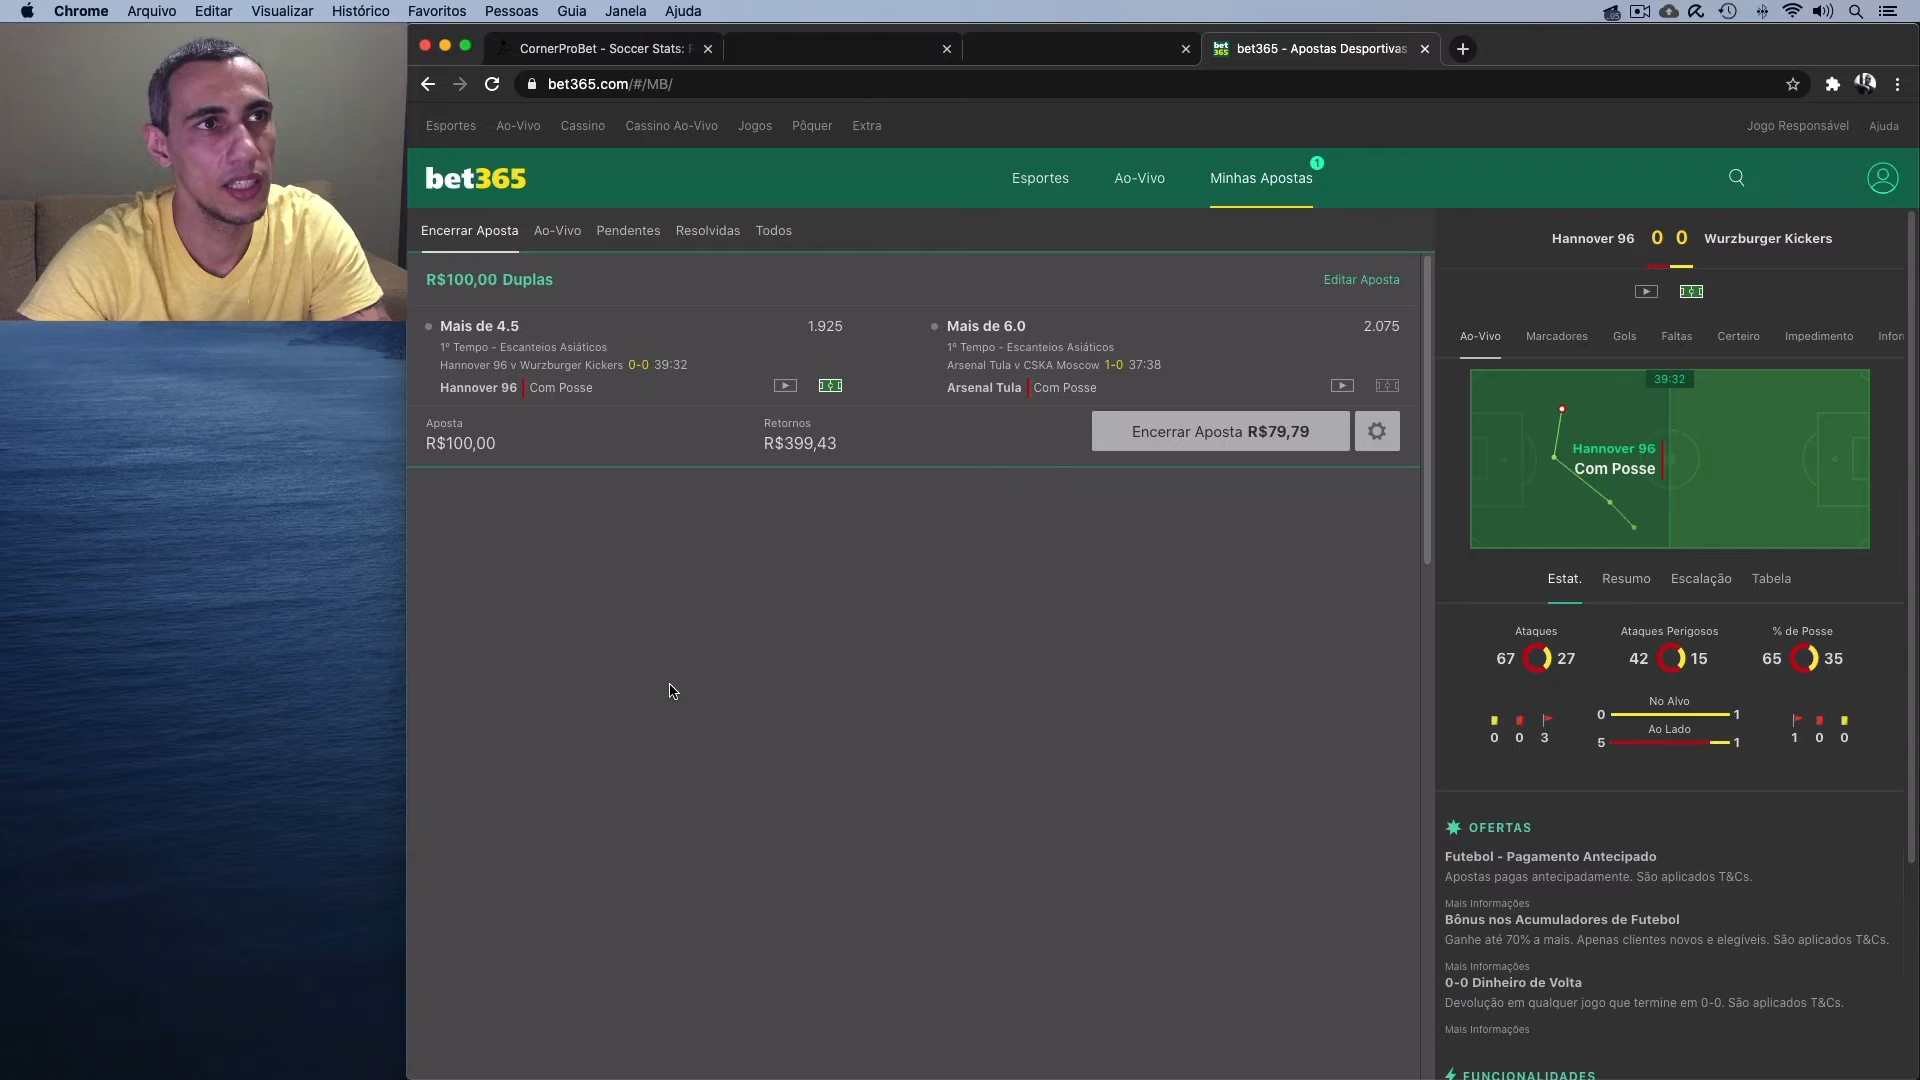 Chrome Arquivo Editar Visualizar Histórico Favoritos Pessoas Guia Janela Ajuda
CornerProBet - Soccer Stats: F
bet365 - Apostas Desportivas
bet365.com/#/MB/
Esportes Ao-Vivo Cassino Cassino Ao-Vivo Jogos Pôquer Extra
Jogo Responsável Ajuda
bet365
Esportes Ao-Vivo Minhas Apostas 1
Encerrar Aposta Ao-Vivo Pendentes Resolvidas Todos
R$100,00 Duplas
Editar Aposta
Mais de 4.5 1.925
1º Tempo - Escanteios Asiáticos
Hannover 96 v Wurzburger Kickers 0-0 39:32
Hannover 96 Com Posse
Mais de 6.0 2.075
1º Tempo - Escanteios Asiáticos
Arsenal Tula v CSKA Moscow 1-0 37:38
Arsenal Tula Com Posse
Aposta
R$100,00
Retornos
R$399,43
Encerrar Aposta R$79,79
Hannover 96 0 0 Wurzburger Kickers
Ao-Vivo Marcadores Gols Faltas Certeiro Impedimento Infor
39:32
Hannover 96
Com Posse
Estat. Resumo Escalação Tabela
Ataques Ataques Perigosos % de Posse
67 27 42 15 65 35
No Alvo
0 1
Ao Lado
5 1
0 0 3
1 0 0
OFERTAS
Futebol - Pagamento Antecipado
Apostas pagas antecipadamente. São aplicados T&Cs.
Mais Informações
Bônus nos Acumuladores de Futebol
Ganhe até 70% a mais. Apenas clientes novos e elegíveis. São aplicados T&Cs.
Mais Informações
0-0 Dinheiro de Volta
Devolução em qualquer jogo que termine em 0-0. São aplicados T&Cs.
Mais Informações
FUNCIONALIDADES